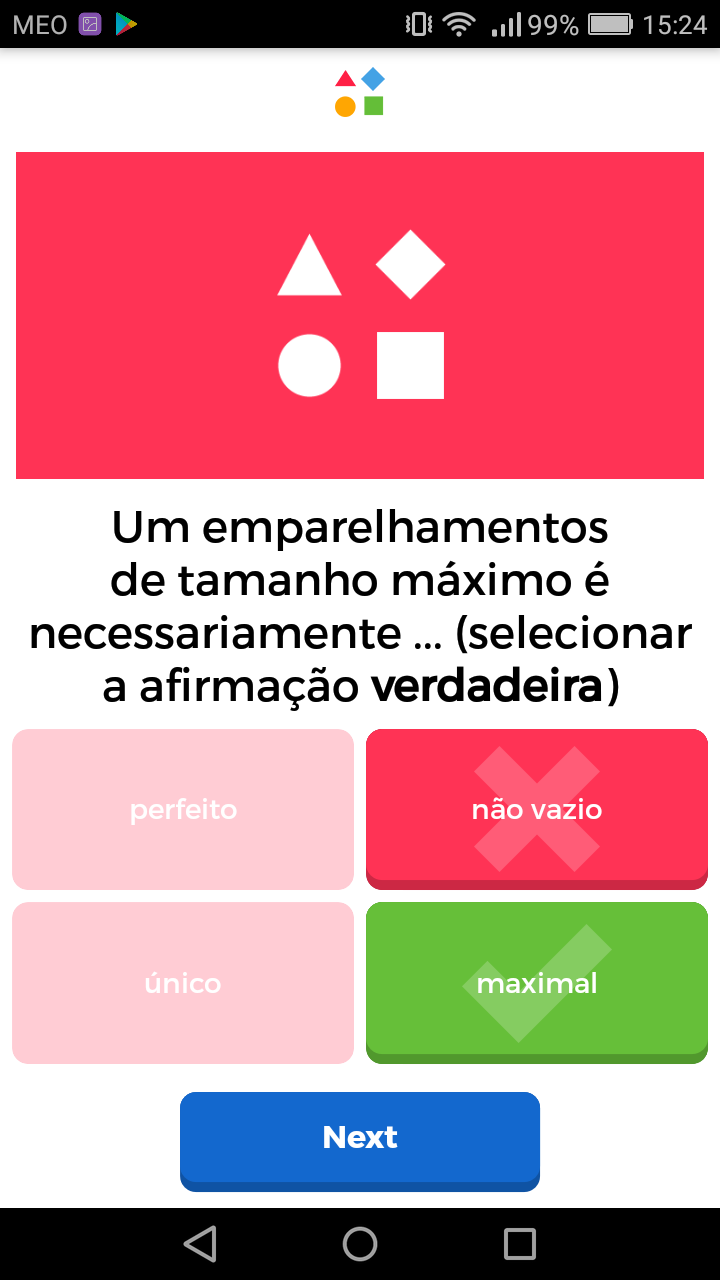 MEO 99% 15:24
Um emparelhamentos
de tamanho máximo é
necessariamente ... (selecionar
a afirmação verdadeira)
perfeito
não vazio
único
maximal
Next